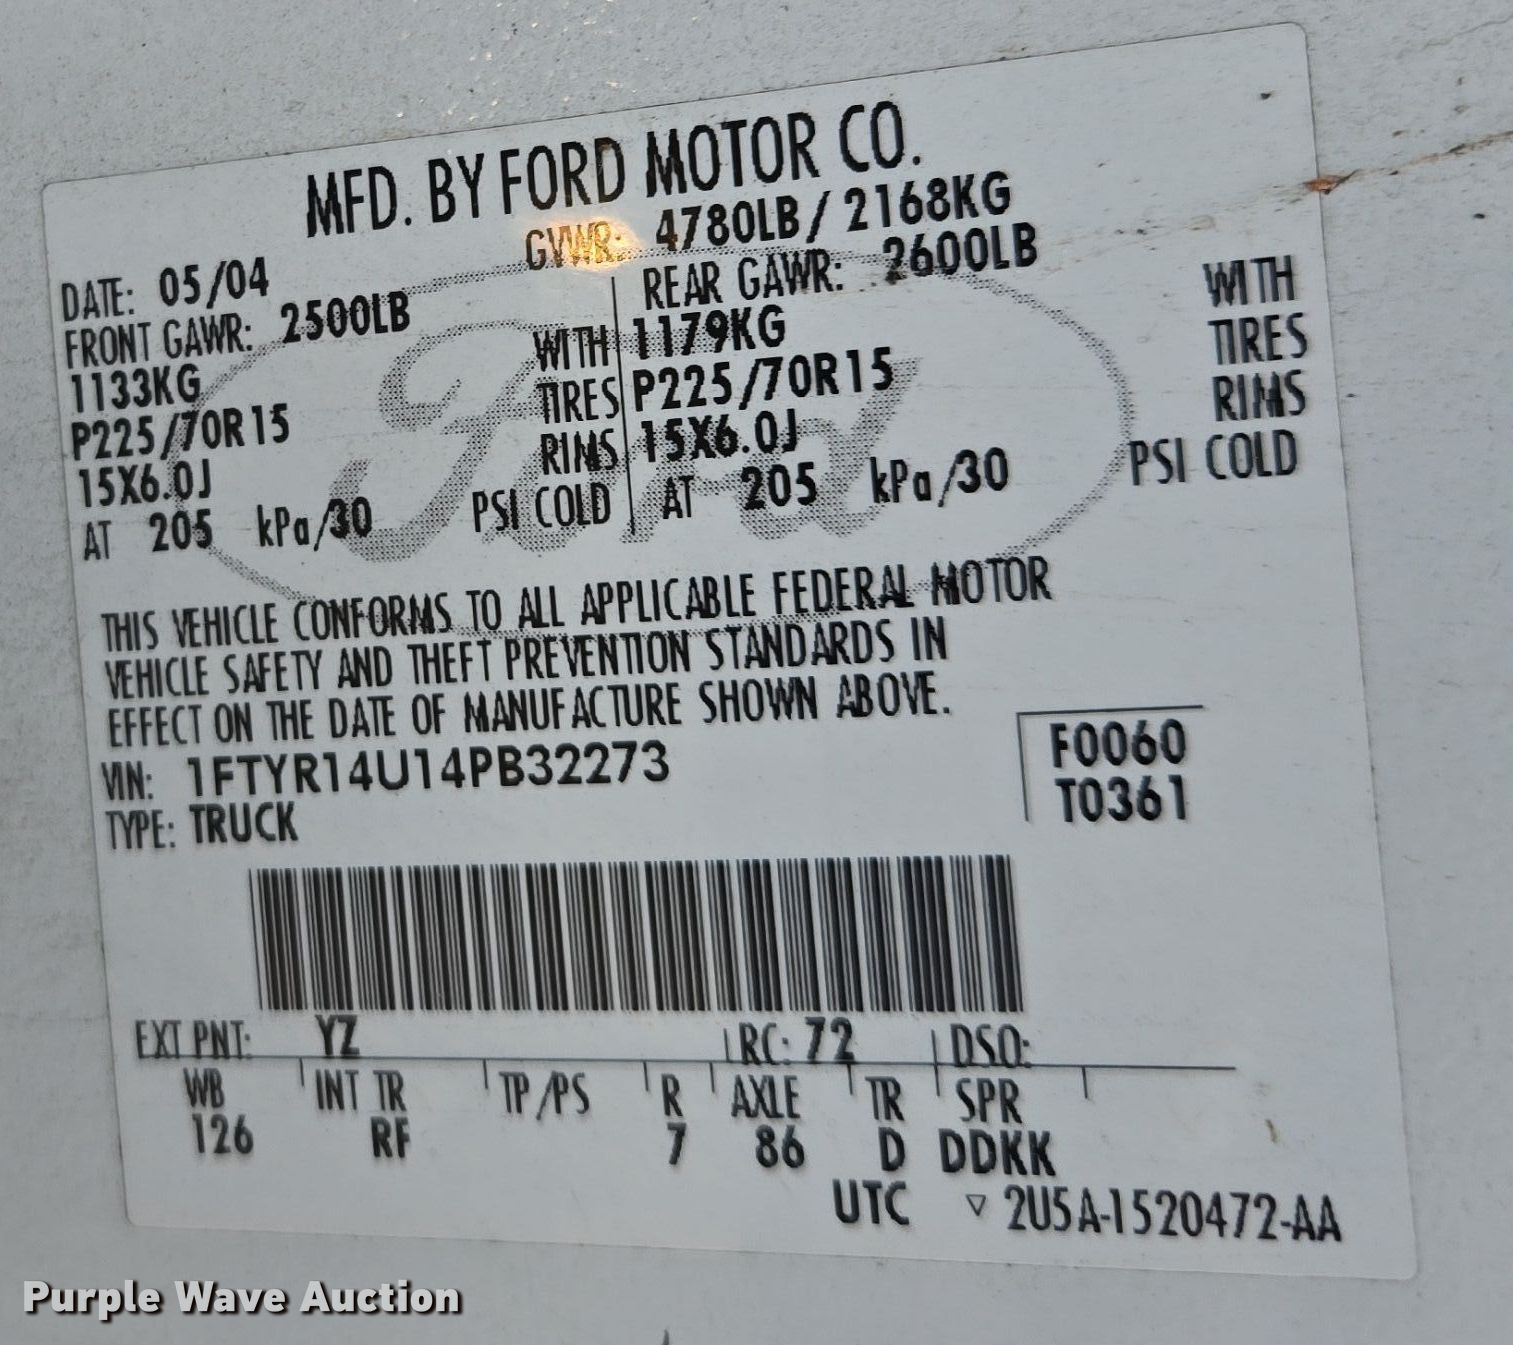 MFD. BY FORD MOTOR CO.
DATE: 05/04 GVWR: 4780LB/2168KG
FRONT GAWR: 2500LB REAR GAWR: 2600LB
1133KG WITH 1179KG WITH
P225/70R15 TIRES P225/70R15 TIRES
15X6.0J RIMS 15X6.0J RIMS
AT 205 kPa/30 PSI COLD AT 205 kPa/30 PSI COLD
Ford
THIS VEHICLE CONFORMS TO ALL APPLICABLE FEDERAL MOTOR
VEHICLE SAFETY AND THEFT PREVENTION STANDARDS IN
EFFECT ON THE DATE OF MANUFACTURE SHOWN ABOVE.
VIN: 1FTYR14U14PB32273 F0060
TYPE: TRUCK T0361
EXT PNT: YZ RC: 72 DSO:
WB INT TR TP/PS R AXLE TR SPR
126 RF 7 86 D DDKK
UTC ▽ 2U5A-1520472-AA
Purple Wave Auction